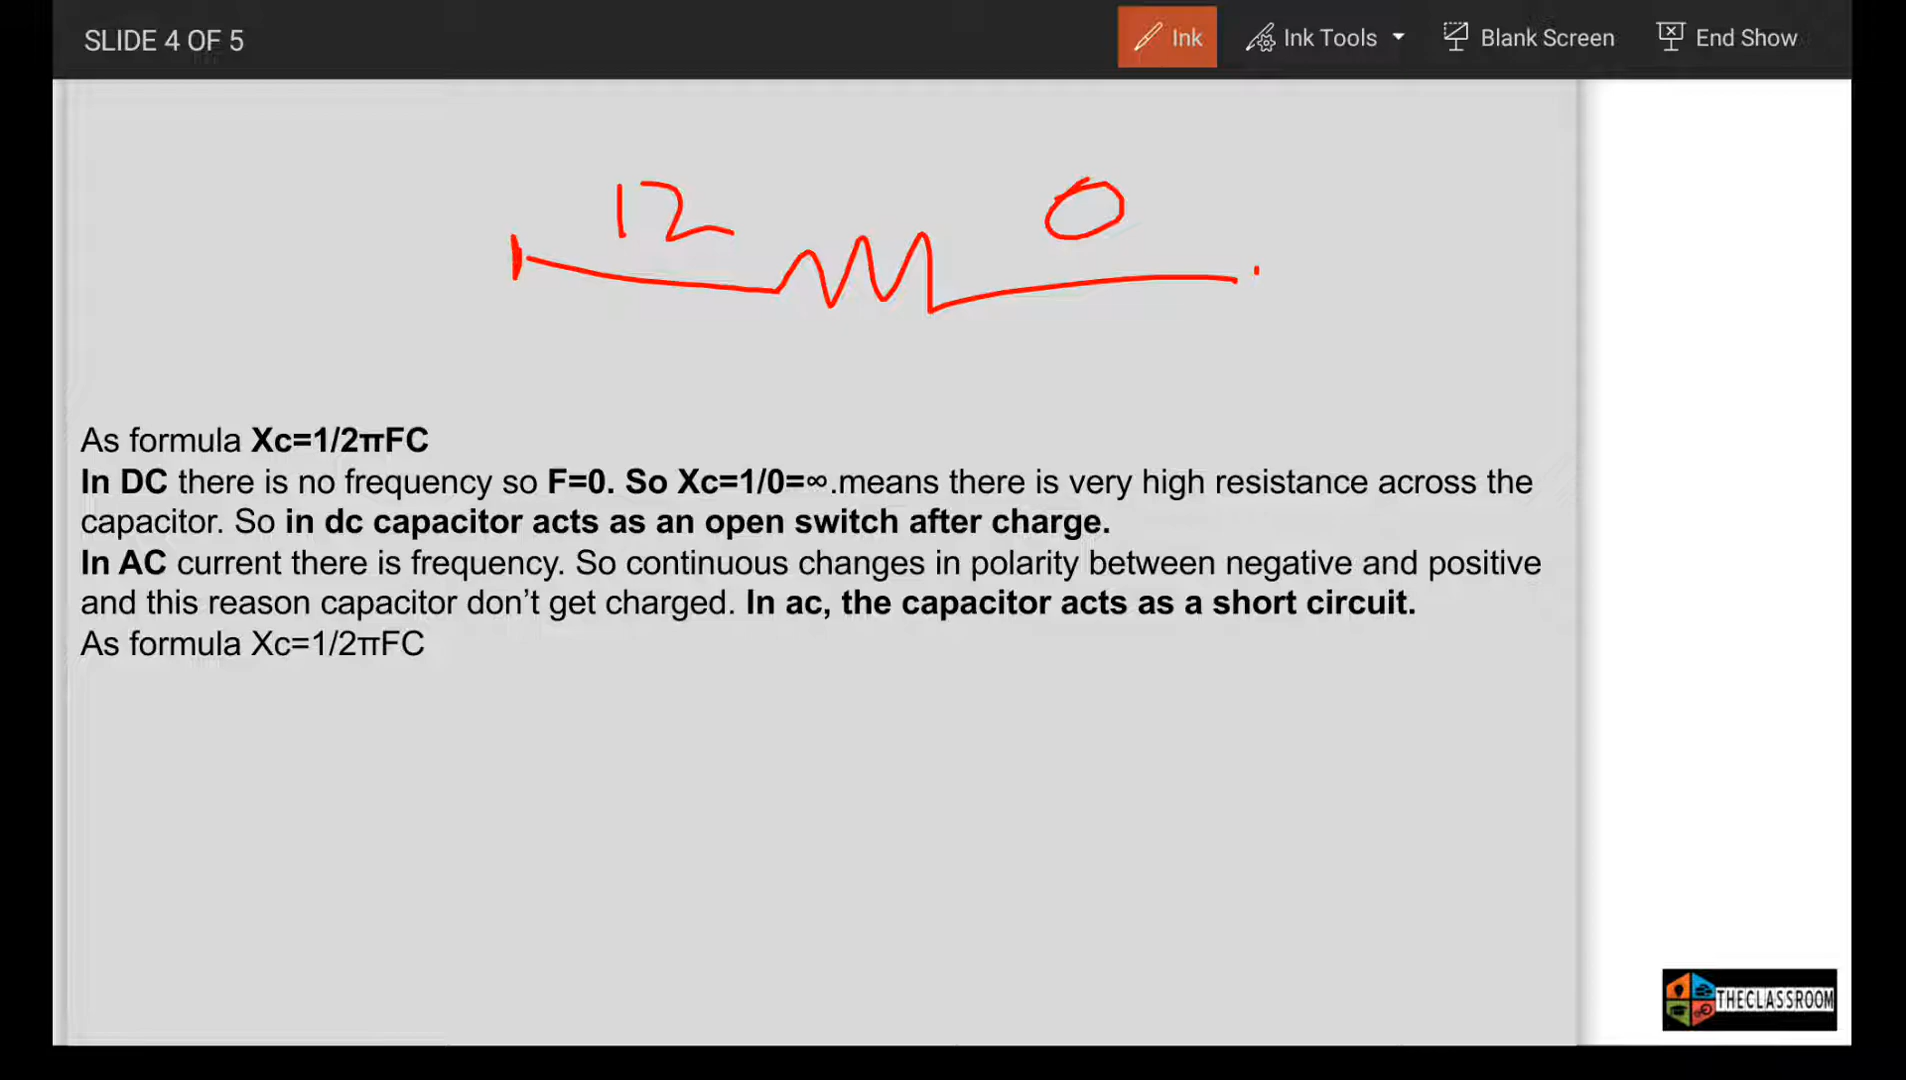 SLIDE 4 OF 5
Ink
Ink Tools
Blank Screen
End Show
12
0
As formula Xc=1/2πFC
In DC there is no frequency so F=0. So Xc=1/0=∞.means there is very high resistance across the
capacitor. So in dc capacitor acts as an open switch after charge.
In AC current there is frequency. So continuous changes in polarity between negative and positive
and this reason capacitor don’t get charged. In ac, the capacitor acts as a short circuit.
As formula Xc=1/2πFC
THECLASSROOM